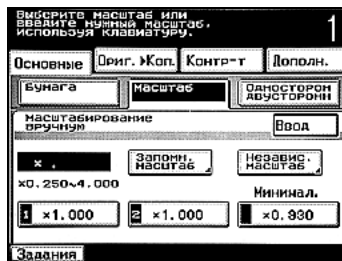 Выберите масштаб или
введите нужный масштаб,
используя клавиатуру.
1
Основные Ориг.►Коп. Контр-т Дополн.
Бумага Масштаб Односторон
двусторонн
Масштабирование
вручную
Ввод
× .
Запомн.
масштаб
Независ.
масштаб
×0.250~4.000
Минимал.
1 ×1.000 2 ×1.000 ×0.930
Задания